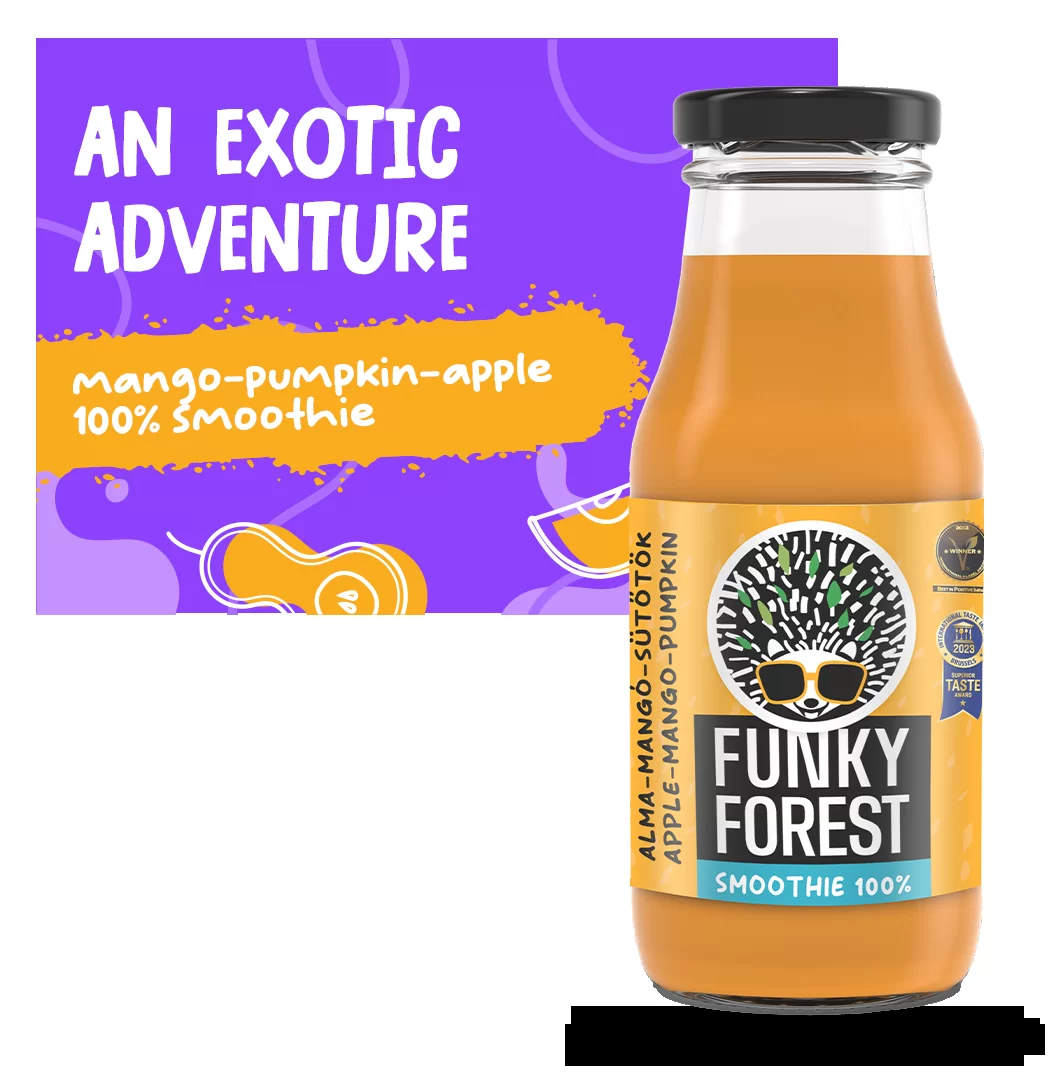 AN EXOTIC
ADVENTURE
mango-pumpkin-apple
100% smoothie
ALMA-MANGÓ-SÜTŐTÖK
APPLE-MANGO-PUMPKIN
FUNKY
FOREST
SMOOTHIE 100%
WINNER
INTERNATIONAL TASTE
2023
BRUSSELS
SUPERIOR
TASTE
AWARD